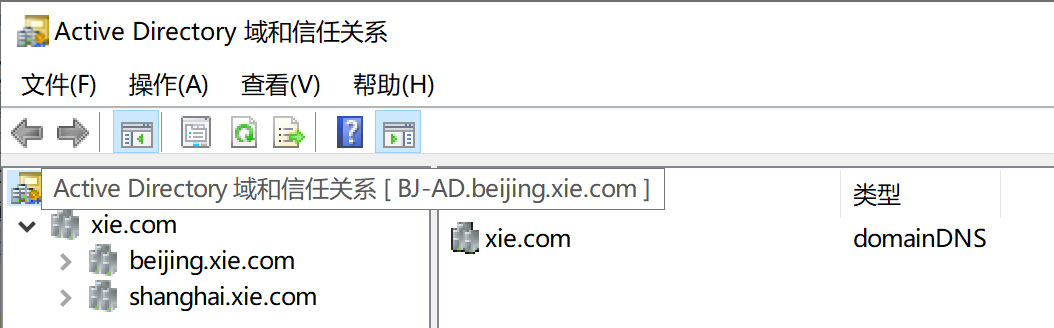 Active Directory 域和信任关系
文件(F) 操作(A) 查看(V) 帮助(H)
Active Directory 域和信任关系 [ BJ-AD.beijing.xie.com ]
类型
xie.com
beijing.xie.com
shanghai.xie.com
xie.com domainDNS